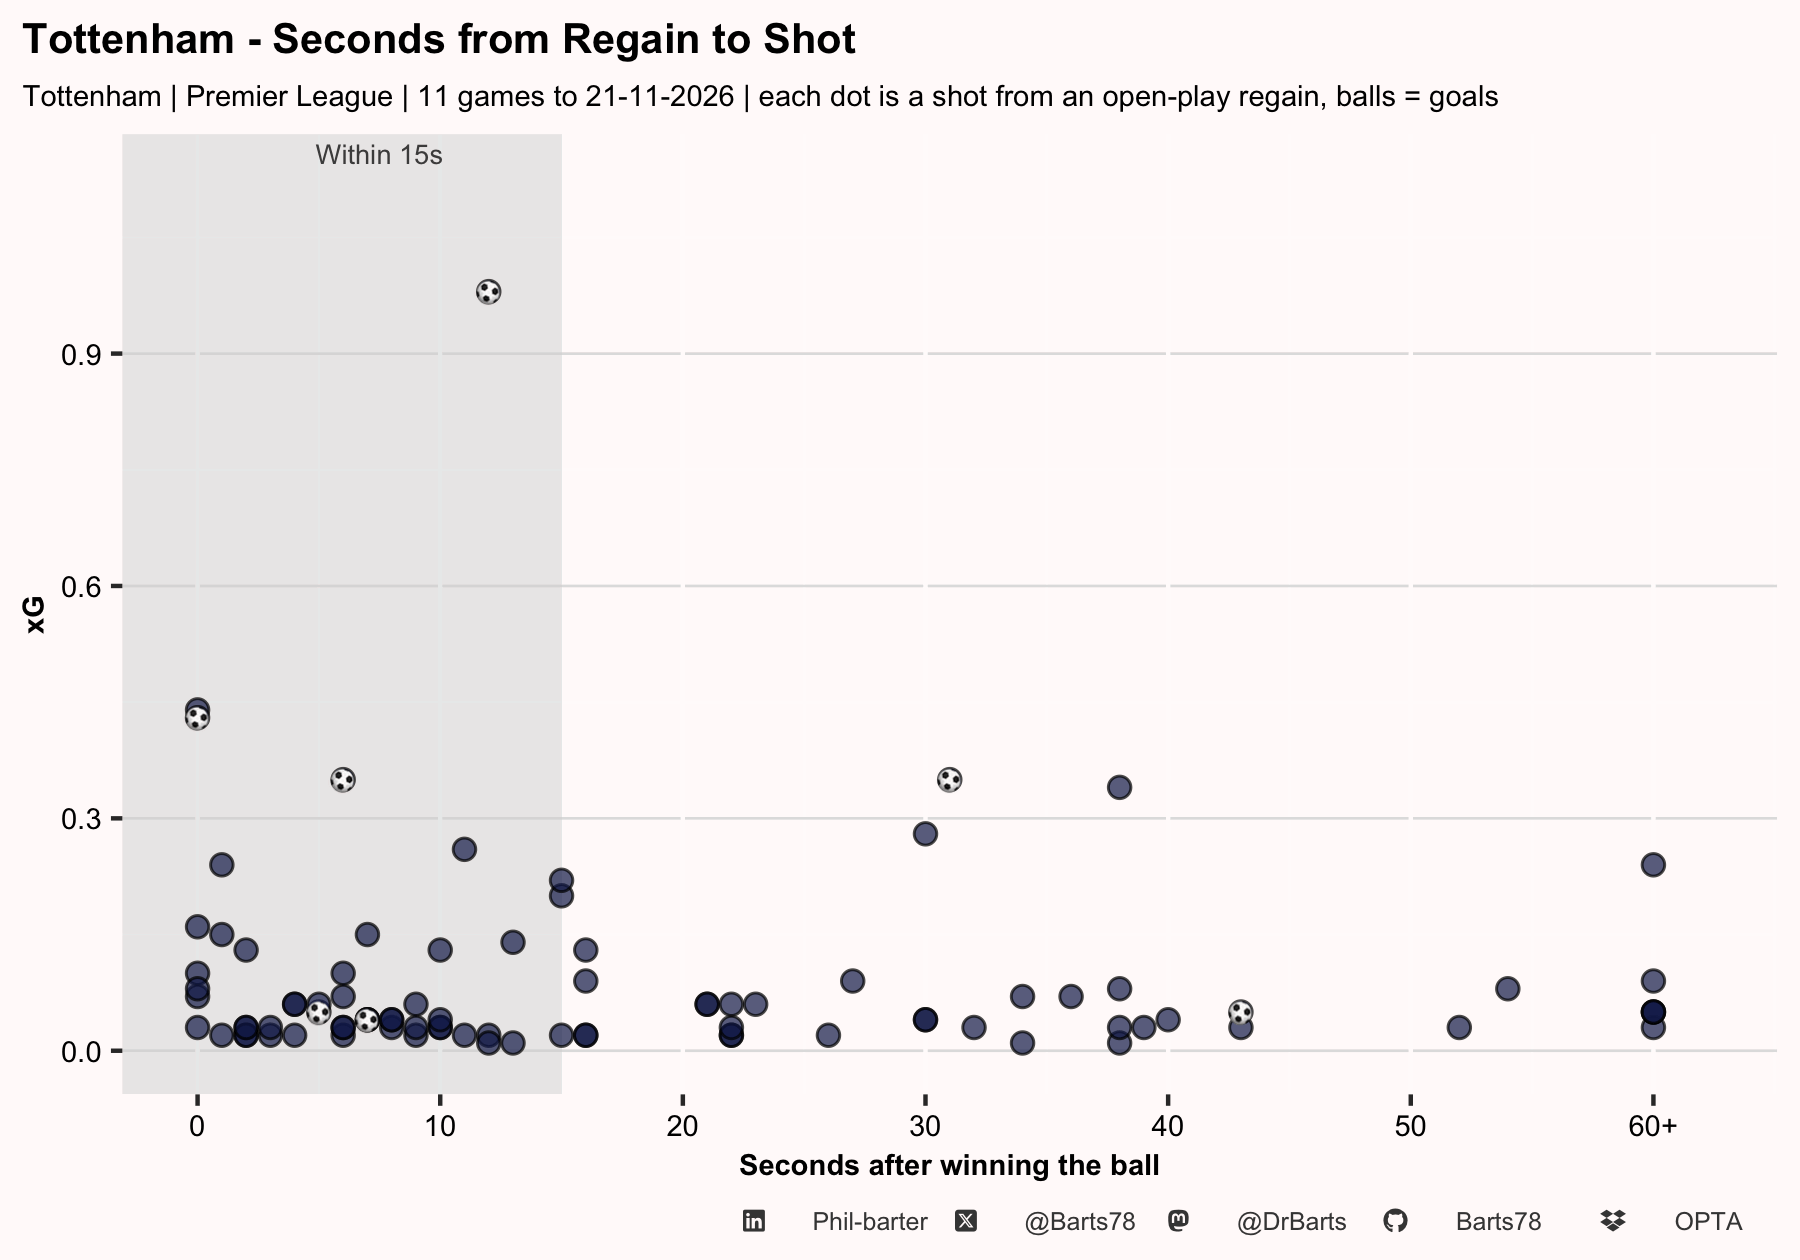 Tottenham - Seconds from Regain to Shot
Tottenham | Premier League | 11 games to 21-11-2026 | each dot is a shot from an open-play regain, balls = goals
Within 15s
0.9
0.6
0.3
0.0
xG
0 10 20 30 40 50 60+
Seconds after winning the ball
Phil-barter @Barts78 @DrBarts Barts78 OPTA